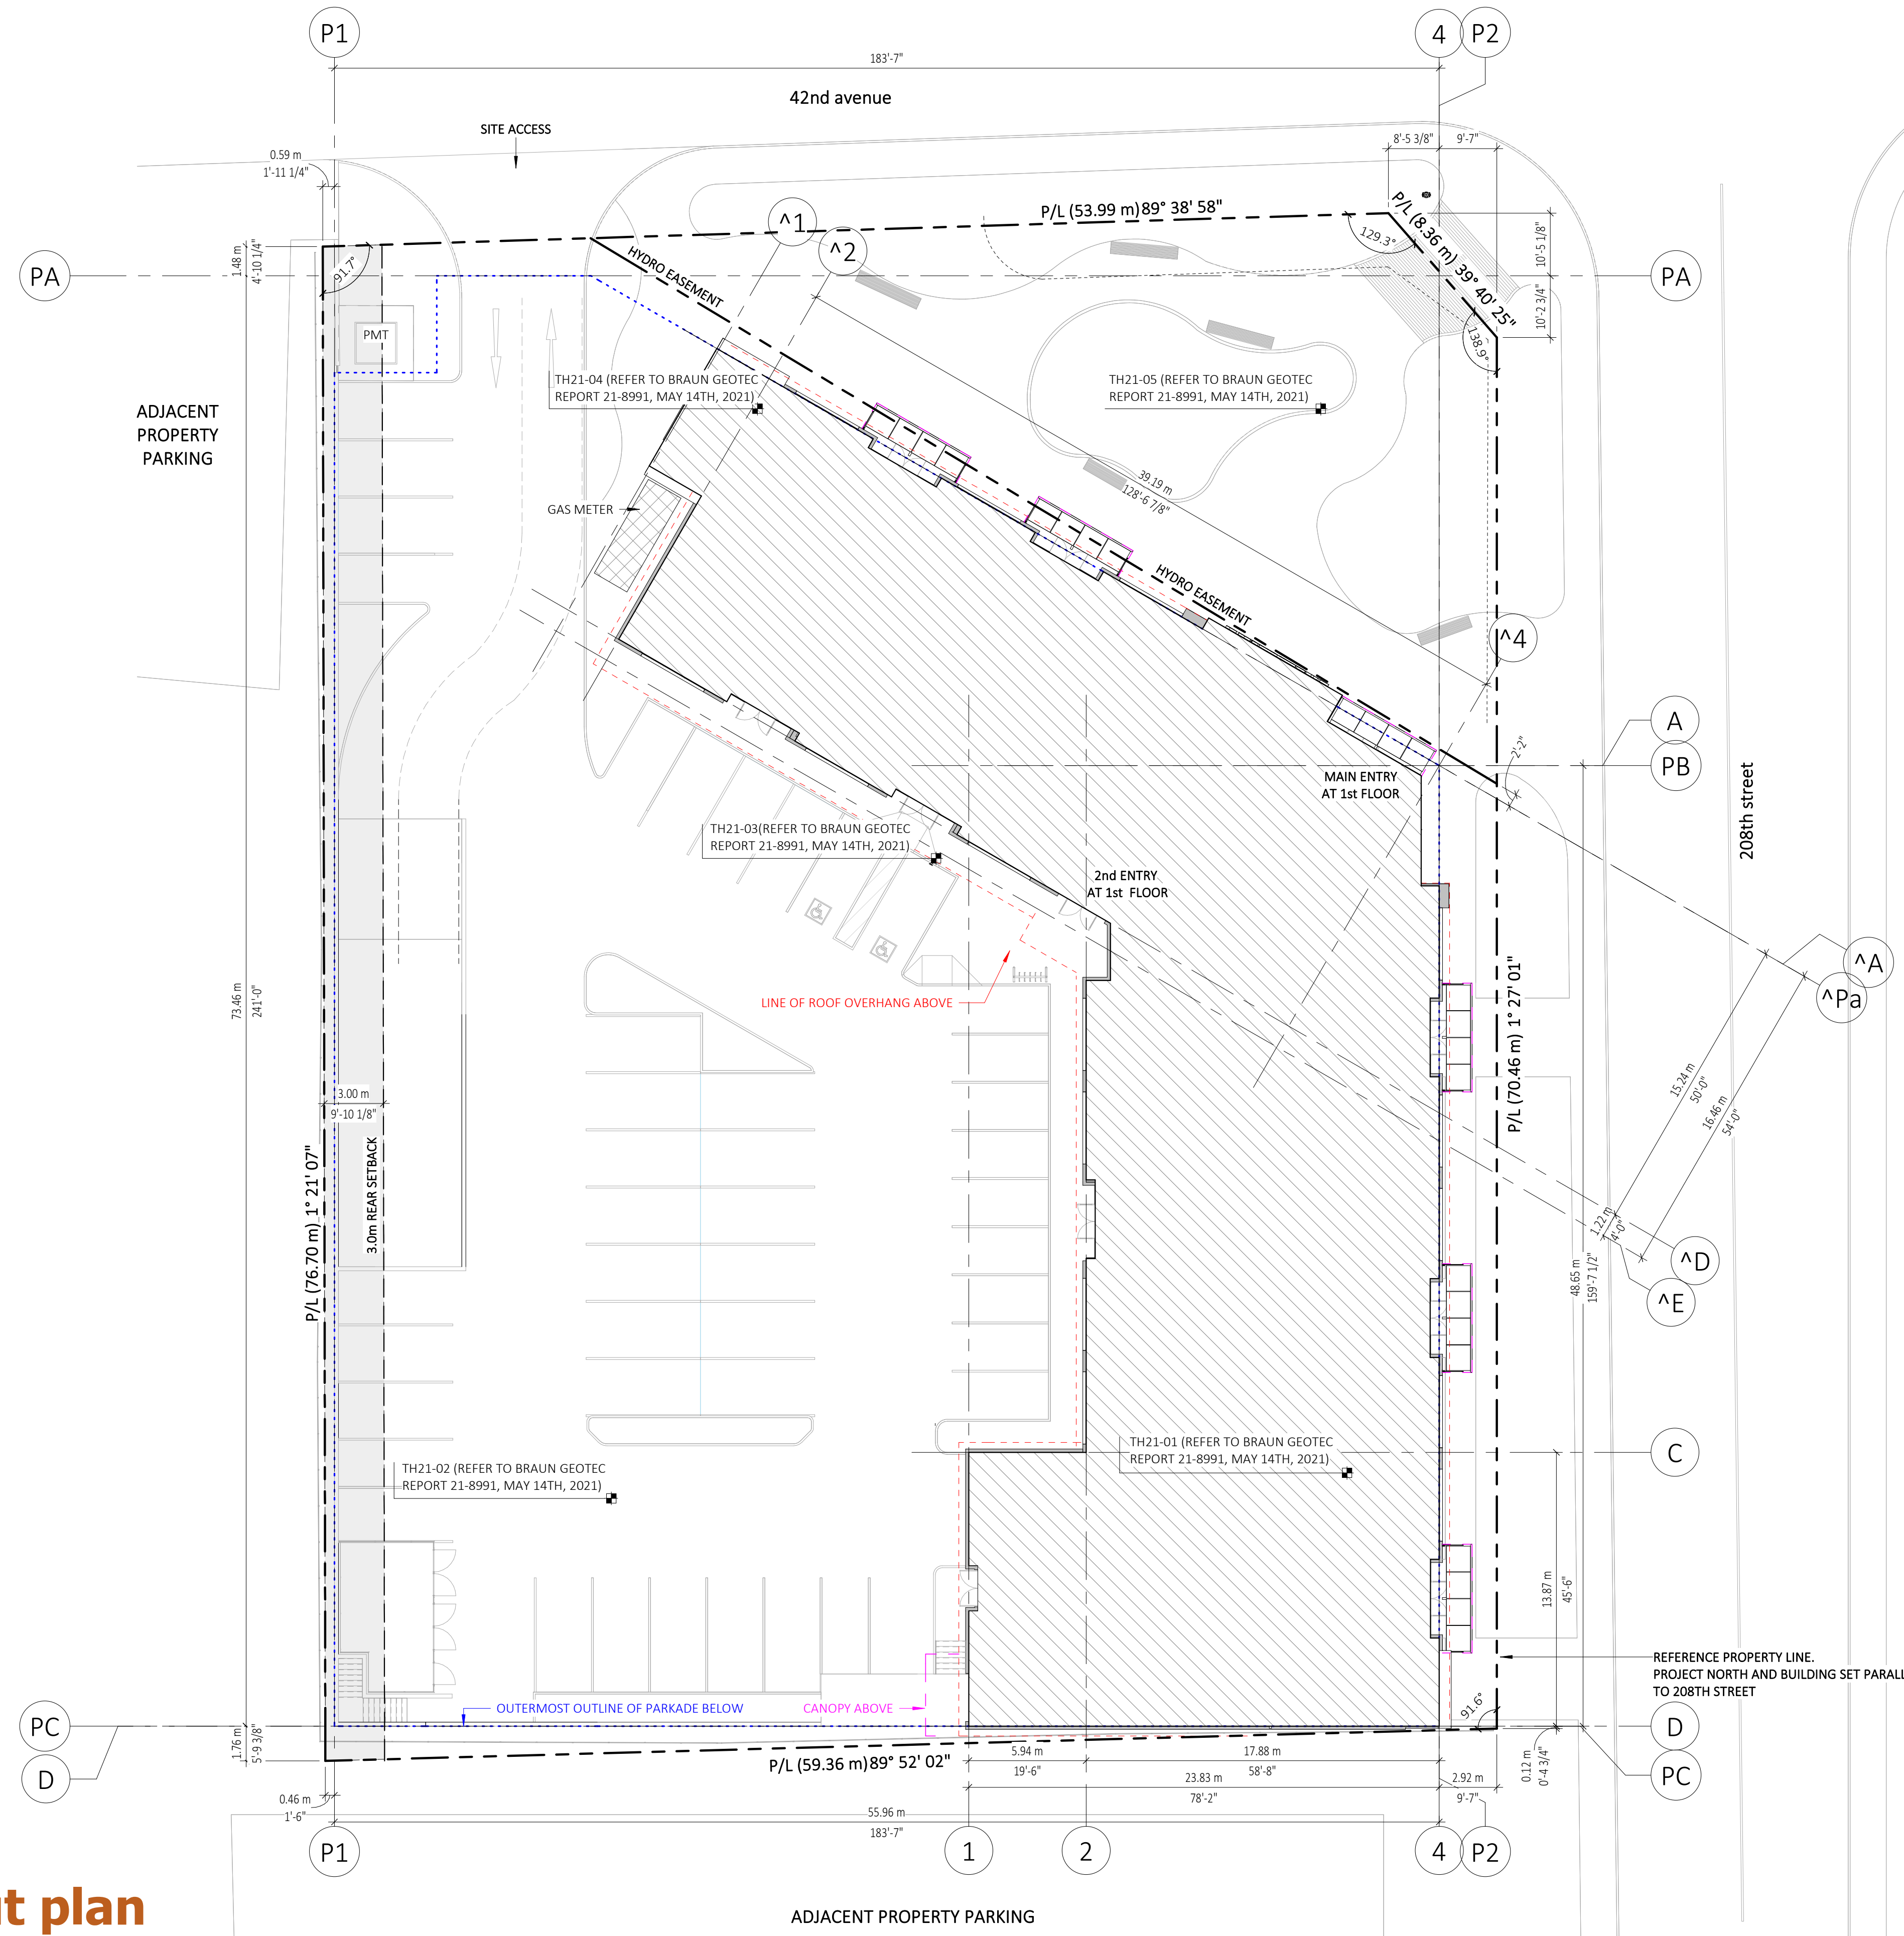 P1
4
P2
183'-7"
42nd avenue
SITE ACCESS
8'-5 3/8"
9'-7"
0.59 m
1'-11 1/4"
^1
^2
P/L (53.99 m)89° 38' 58"
P/L (8.36 m) 39° 40' 25"
129.3°
10'-5 1/8"
1.48 m
4'-10 1/4"
91.7°
HYDRO EASEMENT
PA
PA
10'-2 3/4"
138.9°
PMT
ADJACENT
PROPERTY
PARKING
TH21-04 (REFER TO BRAUN GEOTEC
REPORT 21-8991, MAY 14TH, 2021)
TH21-05 (REFER TO BRAUN GEOTEC
REPORT 21-8991, MAY 14TH, 2021)
39.19 m
128'-6 7/8"
GAS METER
HYDRO EASEMENT
^4
A
PB
2'-2"
MAIN ENTRY
AT 1st FLOOR
208th street
TH21-03(REFER TO BRAUN GEOTEC
REPORT 21-8991, MAY 14TH, 2021)
2nd ENTRY
AT 1st FLOOR
^A
^Pa
73.46 m
241'-0"
LINE OF ROOF OVERHANG ABOVE
P/L (70.46 m) 1° 27' 01"
15.24 m
50'-0"
16.46 m
54'-0"
3.00 m
9'-10 1/8"
P/L (76.70 m) 1° 21' 07"
3.0m REAR SETBACK
1.22 m
4'-0"
^D
^E
48.65 m
159'-7 1/2"
C
TH21-01 (REFER TO BRAUN GEOTEC
REPORT 21-8991, MAY 14TH, 2021)
TH21-02 (REFER TO BRAUN GEOTEC
REPORT 21-8991, MAY 14TH, 2021)
13.87 m
45'-6"
REFERENCE PROPERTY LINE.
PROJECT NORTH AND BUILDING SET PARALL
TO 208TH STREET
91.6°
OUTERMOST OUTLINE OF PARKADE BELOW
CANOPY ABOVE
PC
D
1.76 m
5'-9 3/8"
D
PC
P/L (59.36 m)89° 52' 02"
5.94 m
19'-6"
17.88 m
58'-8"
0.12 m
0'-4 3/4"
23.83 m
78'-2"
2.92 m
9'-7"
0.46 m
1'-6"
55.96 m
183'-7"
P1
1
2
4
P2
ut plan
ADJACENT PROPERTY PARKING